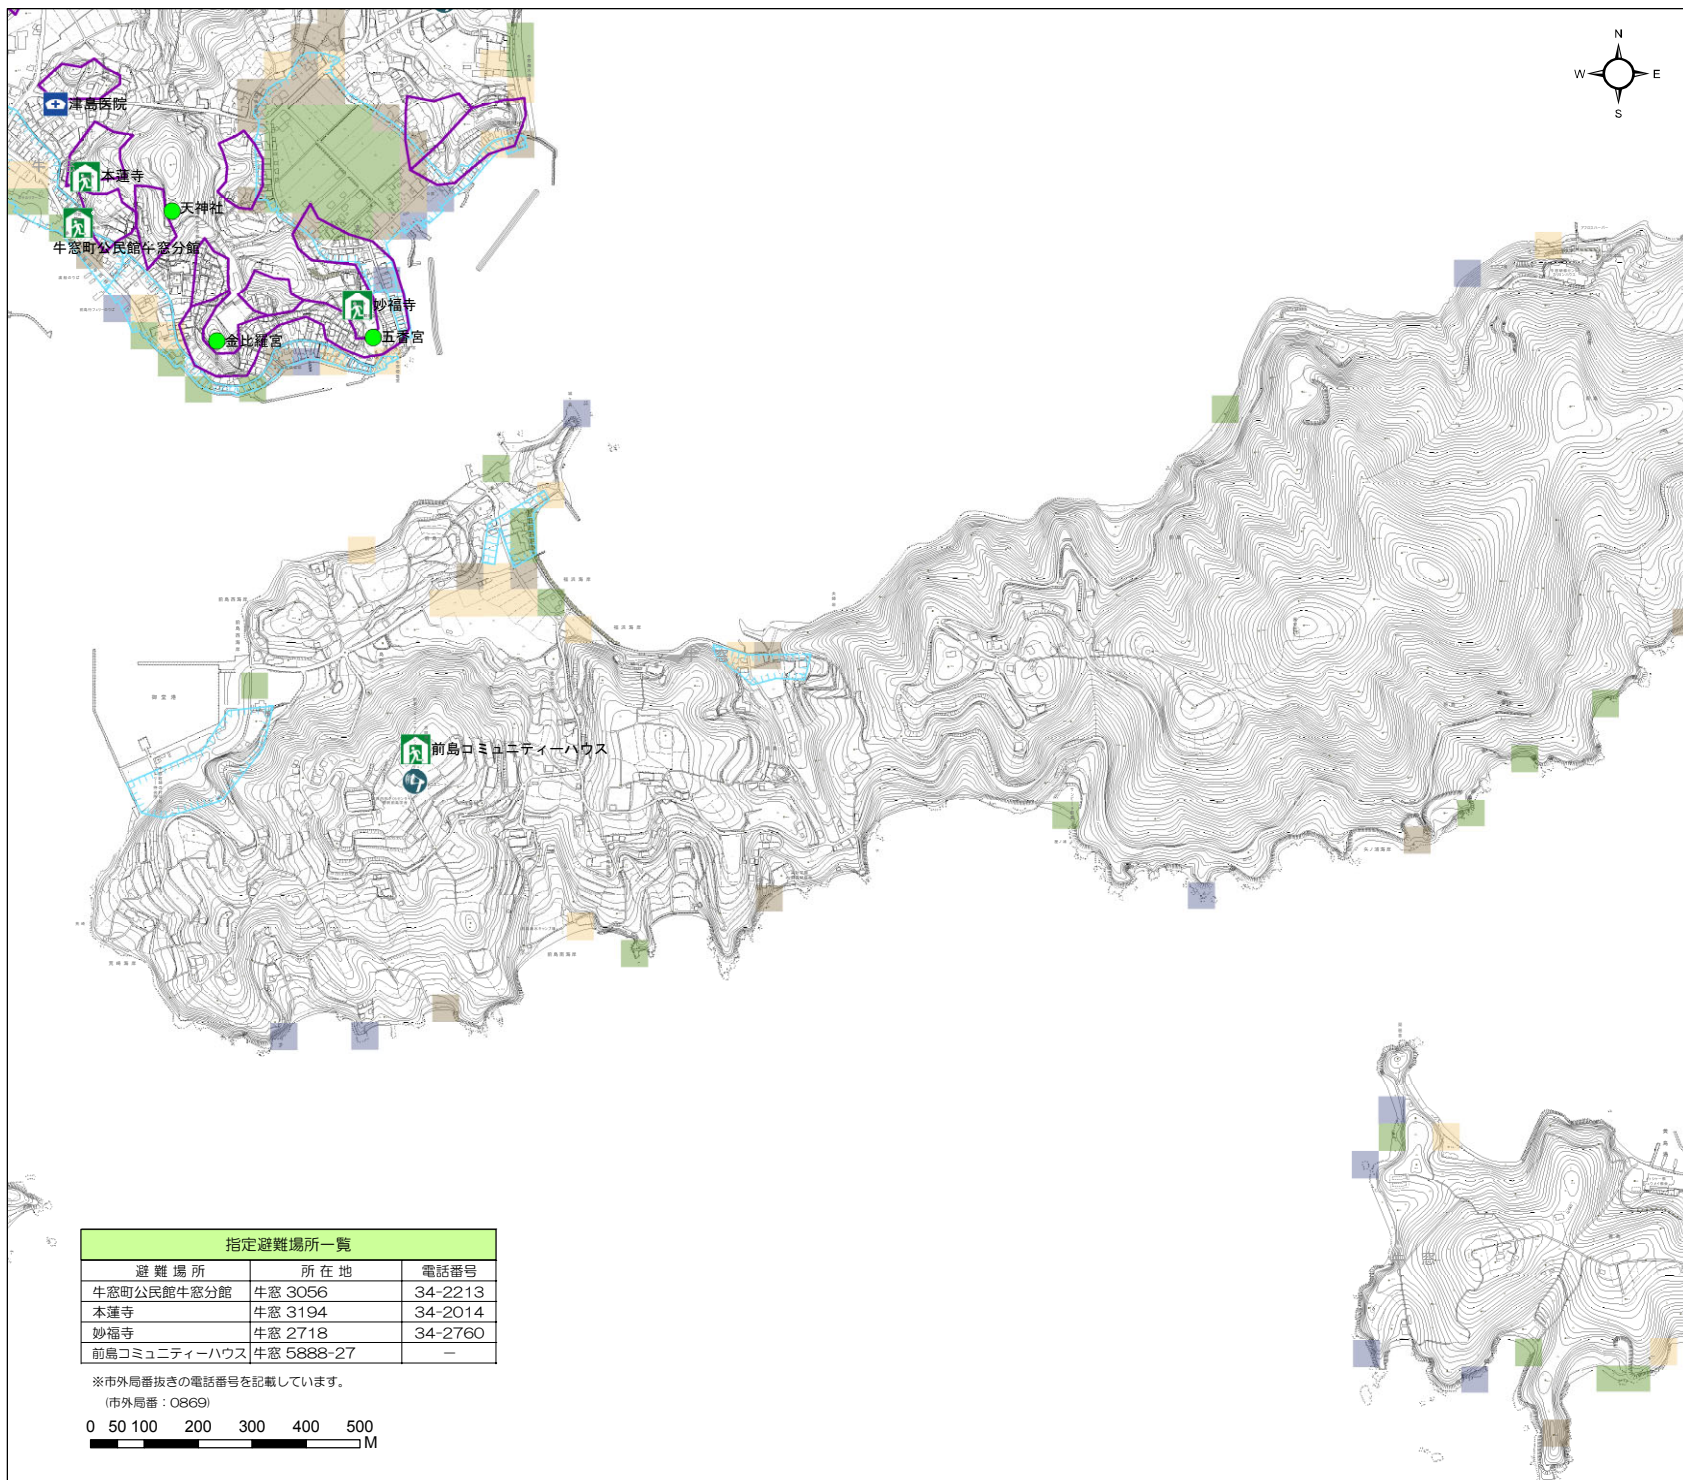 N
W E
S
津島医院
本蓮寺
天神社
牛窓町公民館牛窓分館
妙福寺
五香宮
金比羅宮
前島コミュニティーハウス
指定避難場所一覧
避難場所 所在地 電話番号
牛窓町公民館牛窓分館 牛窓 3056 34-2213
本蓮寺 牛窓 3194 34-2014
妙福寺 牛窓 2718 34-2760
前島コミュニティーハウス 牛窓 5888-27 －
※市外局番抜きの電話番号を記載しています。
(市外局番：0869)
0 50 100 200 300 400 500
M